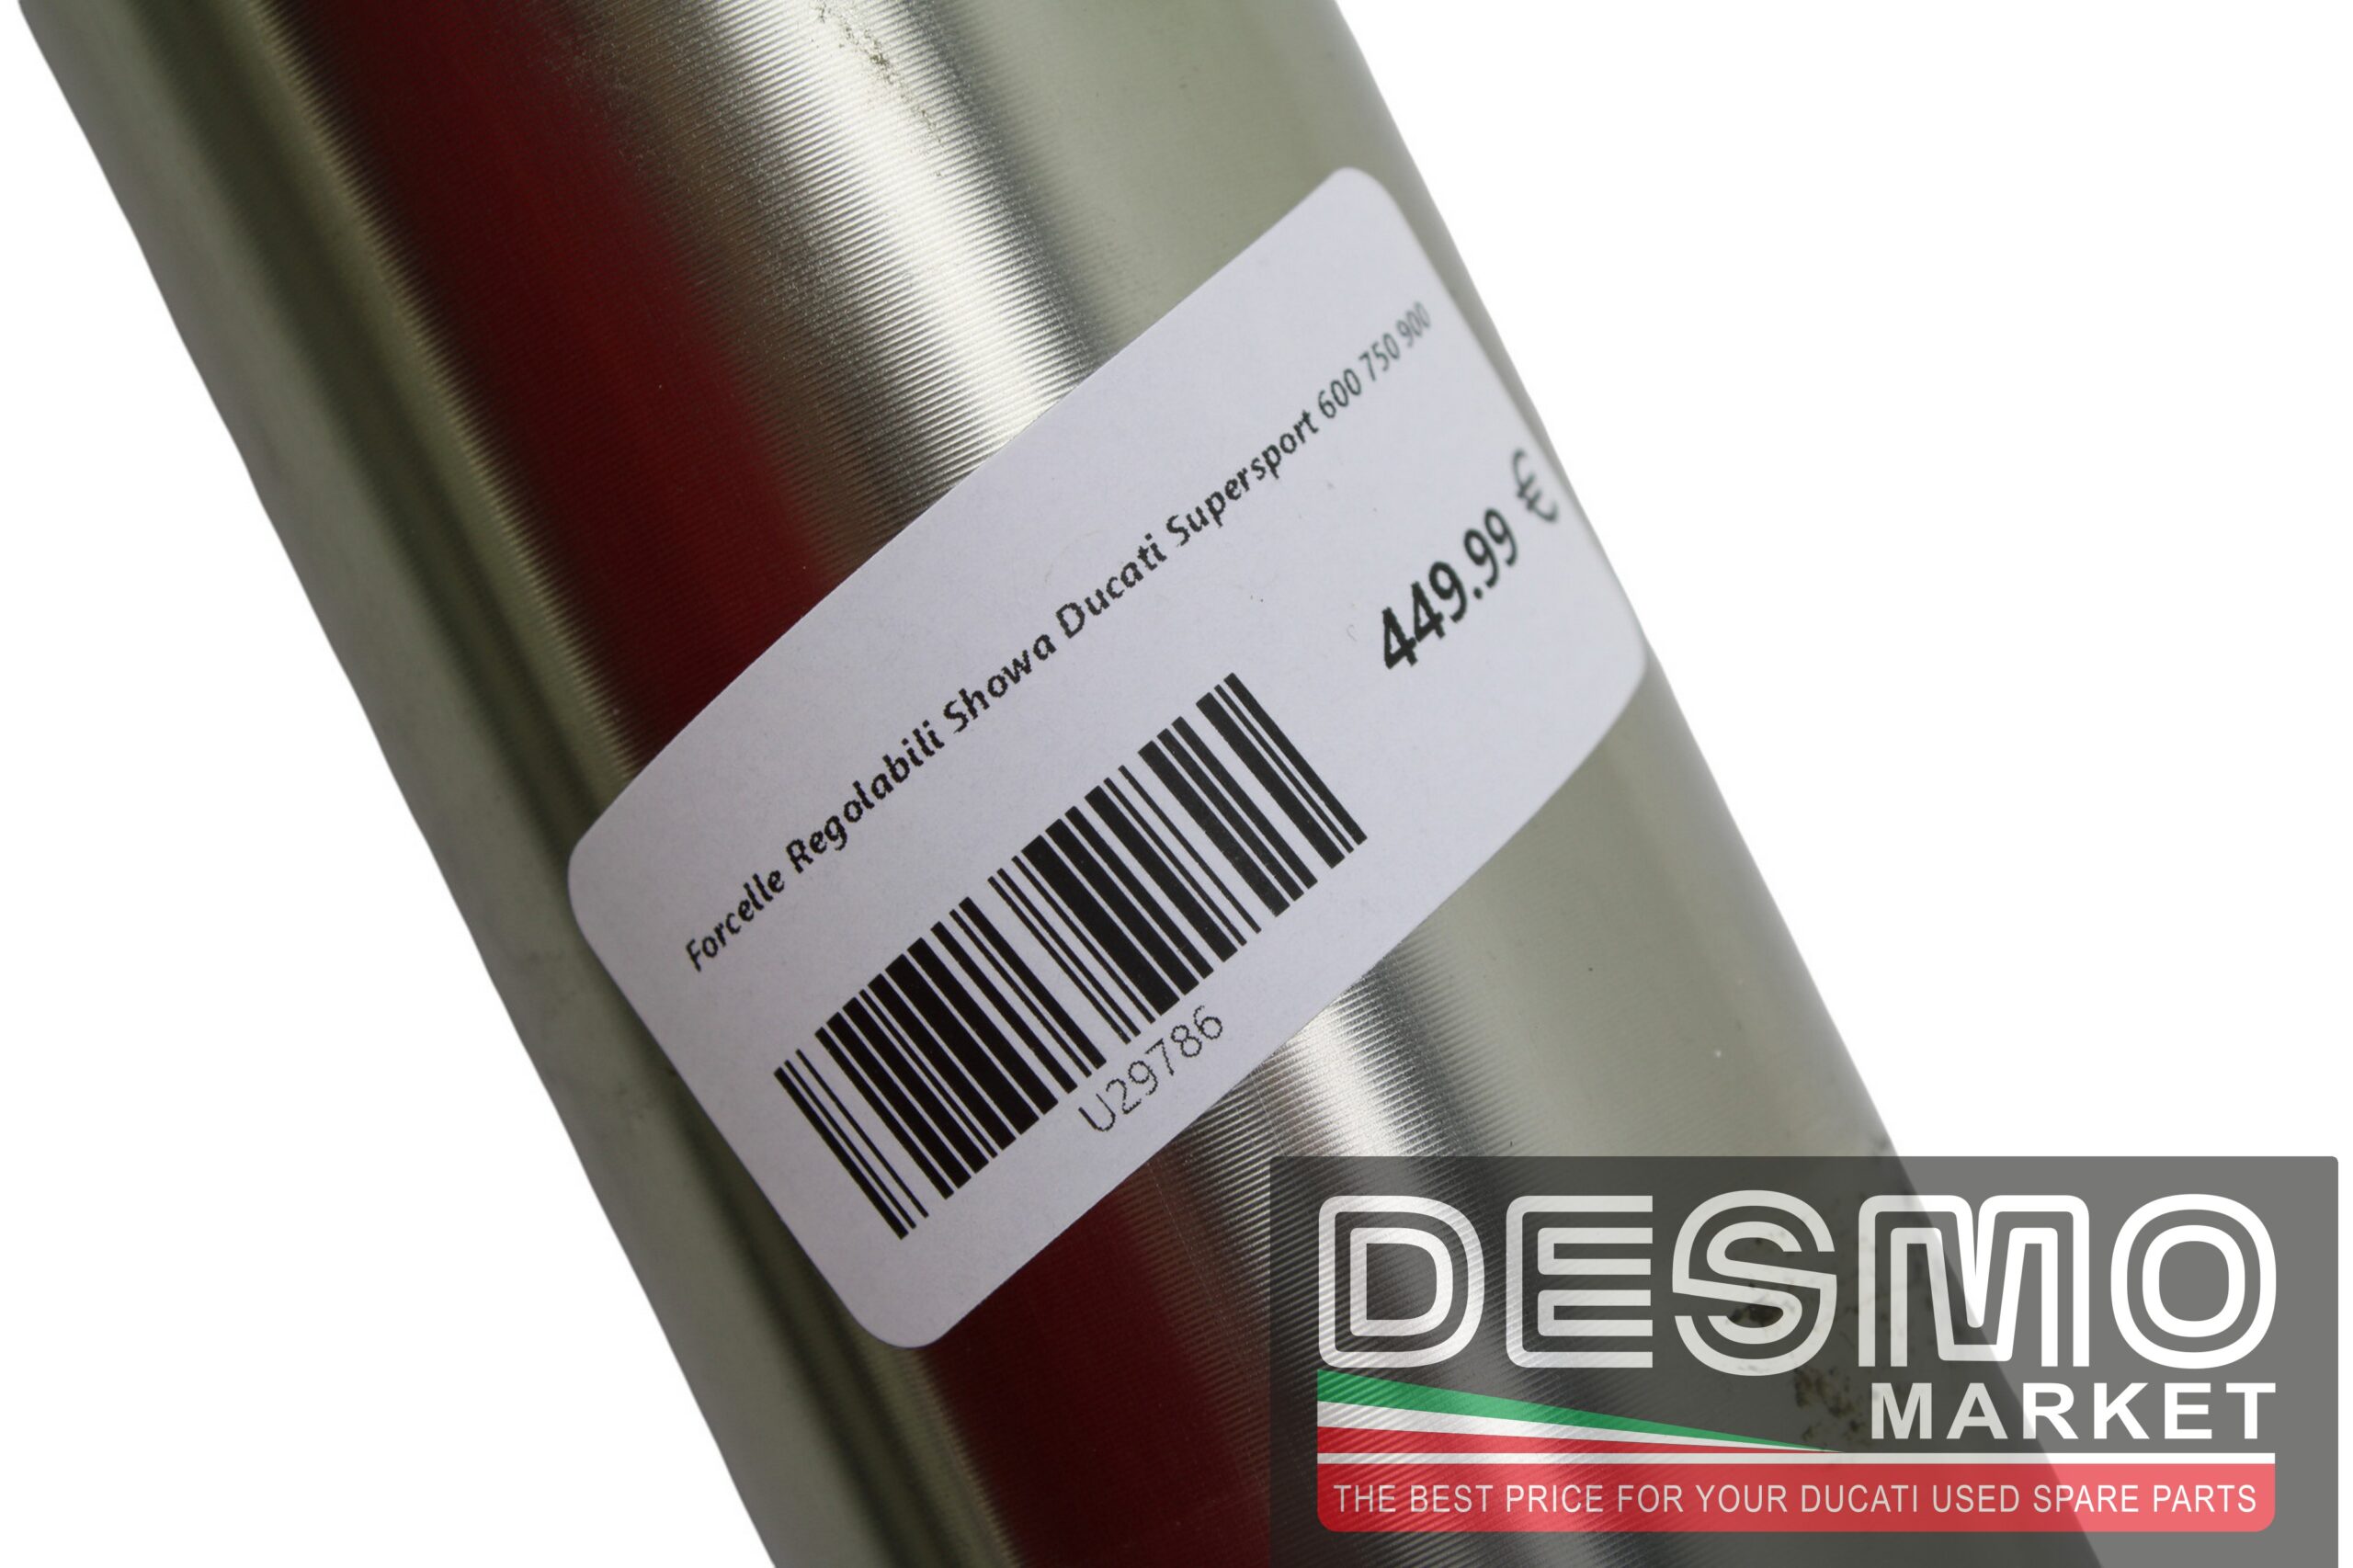 Forcelle Regolabili Showa Ducati Supersport 600 750 900
449.99 €
U29786
DESMO
MARKET
THE BEST PRICE FOR YOUR DUCATI USED SPARE PARTS